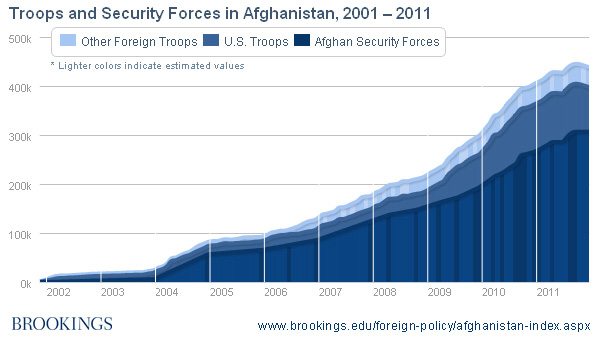 Troops and Security Forces in Afghanistan, 2001 – 2011
500k
Other Foreign Troops U.S. Troops Afghan Security Forces
* Lighter colors indicate estimated values
400k
300k
200k
100k
0k
2002 2003 2004 2005 2006 2007 2008 2009 2010 2011
BROOKINGS www.brookings.edu/foreign-policy/afghanistan-index.aspx